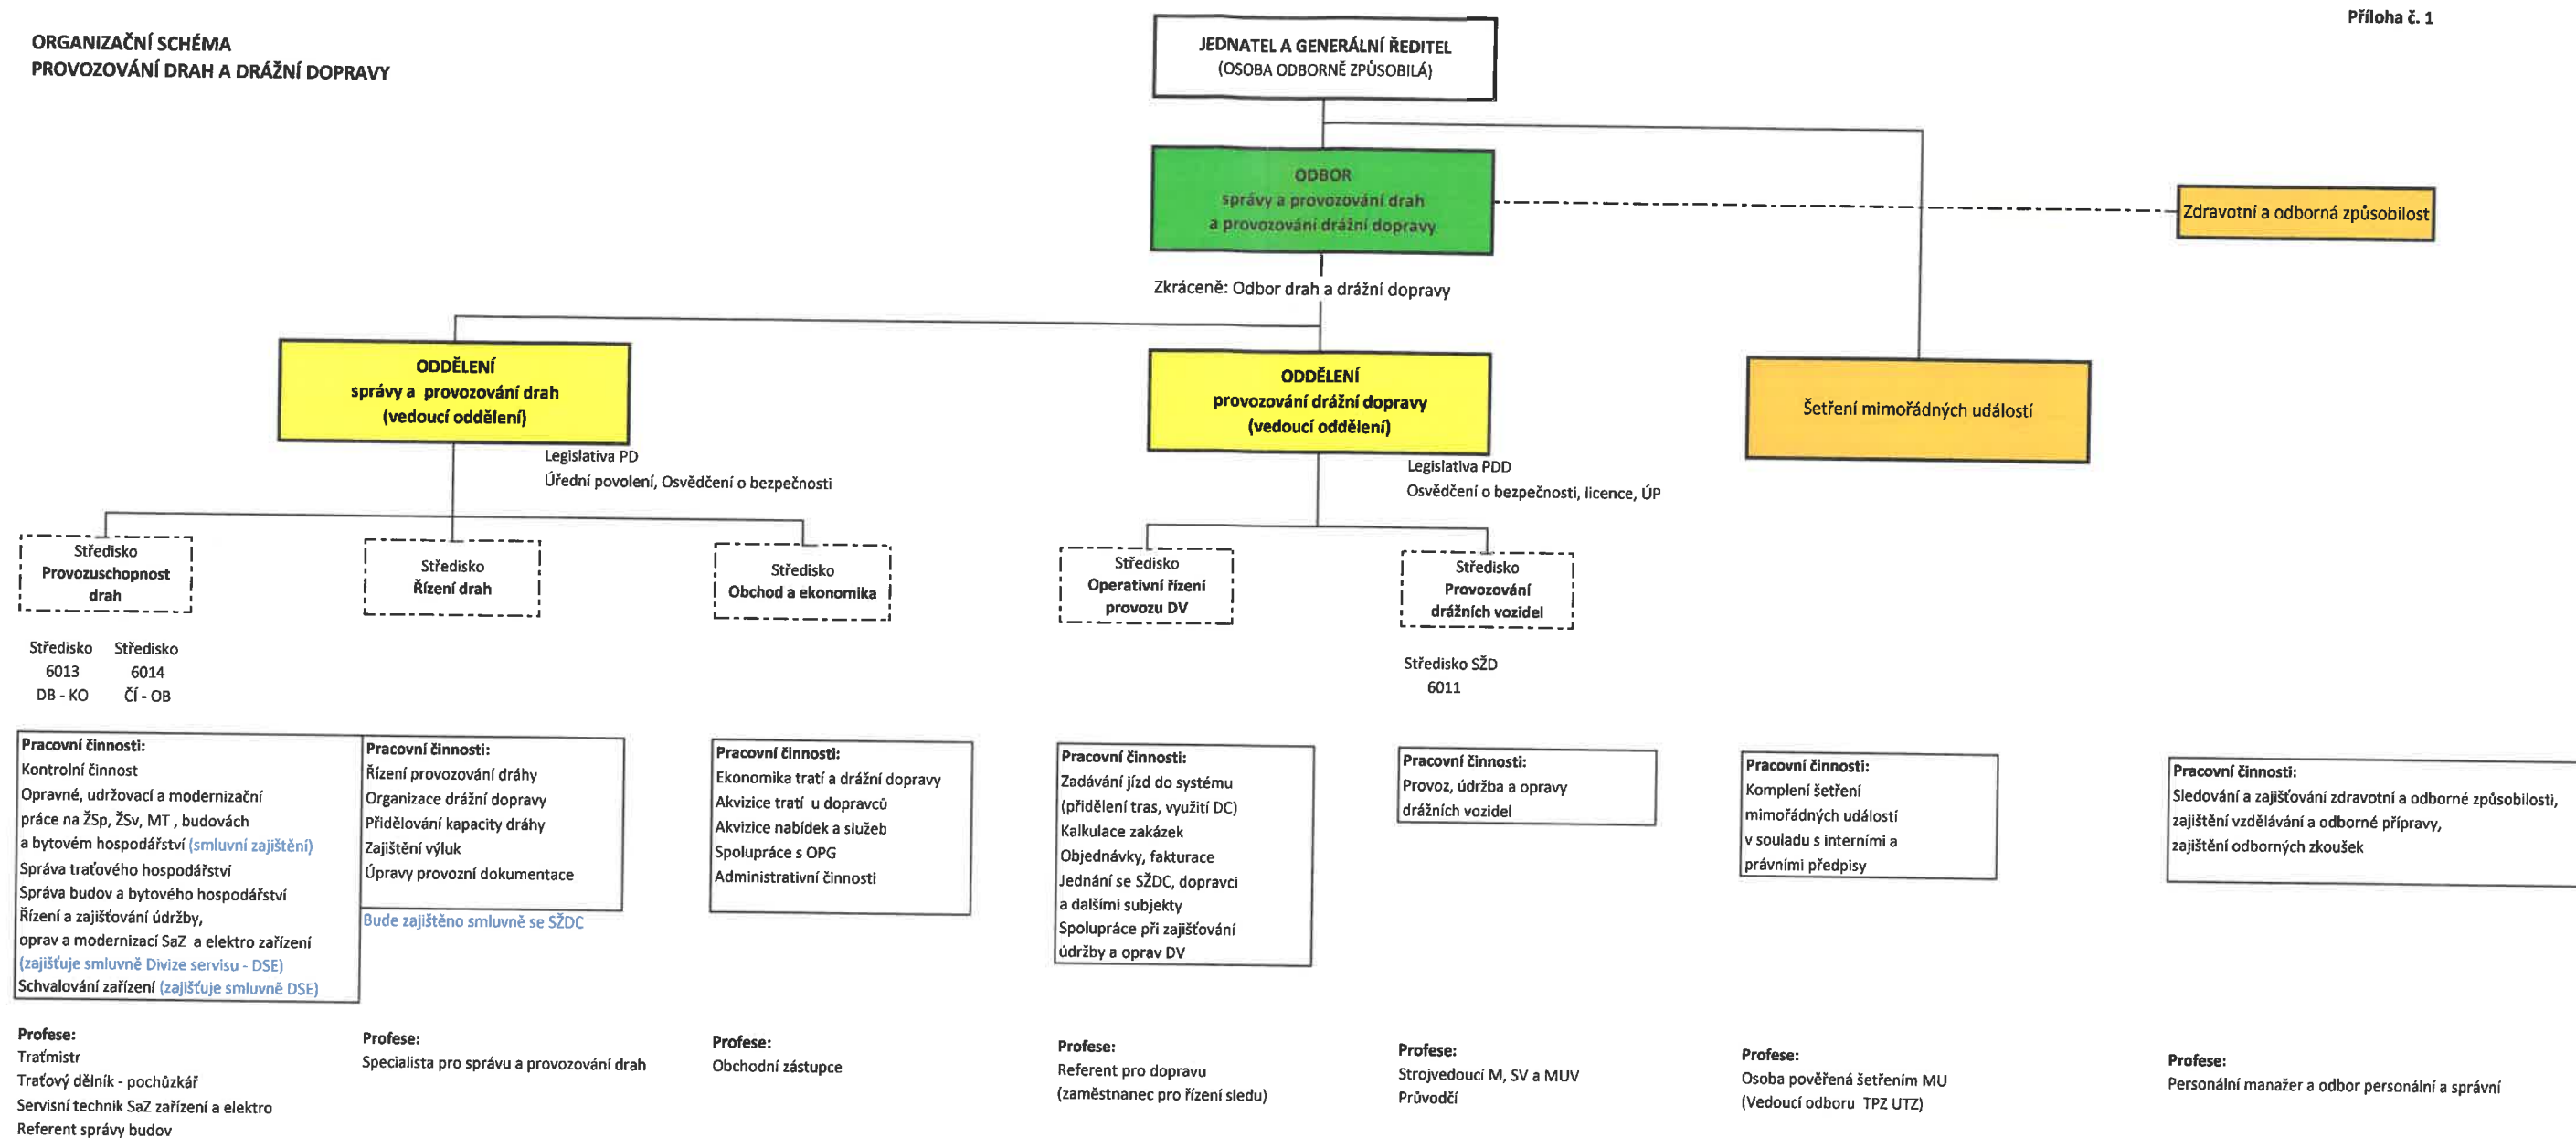 Příloha č. 1
ORGANIZAČNÍ SCHÉMA
PROVOZOVÁNÍ DRAH A DRÁŽNÍ DOPRAVY
JEDNATEL A GENERÁLNÍ ŘEDITEL
(OSOBA ODBORNĚ ZPŮSOBILÁ)
ODBOR
správy a provozování drah
a provozování drážní dopravy
Zdravotní a odborná způsobilost
Zkráceně: Odbor drah a drážní dopravy
ODDĚLENÍ
správy a provozování drah
(vedoucí oddělení)
ODDĚLENÍ
provozování drážní dopravy
(vedoucí oddělení)
Šetření mimořádných událostí
Legislativa PD
Úřední povolení, Osvědčení o bezpečnosti
Legislativa PDD
Osvědčení o bezpečnosti, licence, ÚP
Středisko
Provozuschopnost
drah
Středisko
Řízení drah
Středisko
Obchod a ekonomika
Středisko
Operativní řízení
provozu DV
Středisko
Provozování
drážních vozidel
Středisko
6013
DB - KO
Středisko
6014
ČÍ - OB
Středisko SŽD
6011
Pracovní činnosti:
Kontrolní činnost
Opravné, udržovací a modernizační
práce na ŽSp, ŽSv, MT , budovách
a bytovém hospodářství (smluvní zajištění)
Správa traťového hospodářství
Správa budov a bytového hospodářství
Řízení a zajišťování údržby,
oprav a modernizací SaZ a elektro zařízení
(zajišťuje smluvně Divize servisu - DSE)
Schvalování zařízení (zajišťuje smluvně DSE)
Pracovní činnosti:
Řízení provozování dráhy
Organizace drážní dopravy
Přidělování kapacity dráhy
Zajištění výluk
Úpravy provozní dokumentace
Bude zajištěno smluvně se SŽDC
Pracovní činnosti:
Ekonomika tratí a drážní dopravy
Akvizice tratí u dopravců
Akvizice nabídek a služeb
Spolupráce s OPG
Administrativní činnosti
Pracovní činnosti:
Zadávání jízd do systému
(přidělení tras, využití DC)
Kalkulace zakázek
Objednávky, fakturace
Jednání se SŽDC, dopravci
a dalšími subjekty
Spolupráce při zajišťování
údržby a oprav DV
Pracovní činnosti:
Provoz, údržba a opravy
drážních vozidel
Pracovní činnosti:
Komplení šetření
mimořádných událostí
v souladu s interními a
právními předpisy
Pracovní činnosti:
Sledování a zajišťování zdravotní a odborné způsobilosti,
zajištění vzdělávání a odborné přípravy,
zajištění odborných zkoušek
Profese:
Traťmistr
Traťový dělník - pochůzkář
Servisní technik SaZ zařízení a elektro
Referent správy budov
Profese:
Specialista pro správu a provozování drah
Profese:
Obchodní zástupce
Profese:
Referent pro dopravu
(zaměstnanec pro řízení sledu)
Profese:
Strojvedoucí M, SV a MUV
Průvodčí
Profese:
Osoba pověřená šetřením MU
(Vedoucí odboru TPZ UTZ)
Profese:
Personální manažer a odbor personální a správní